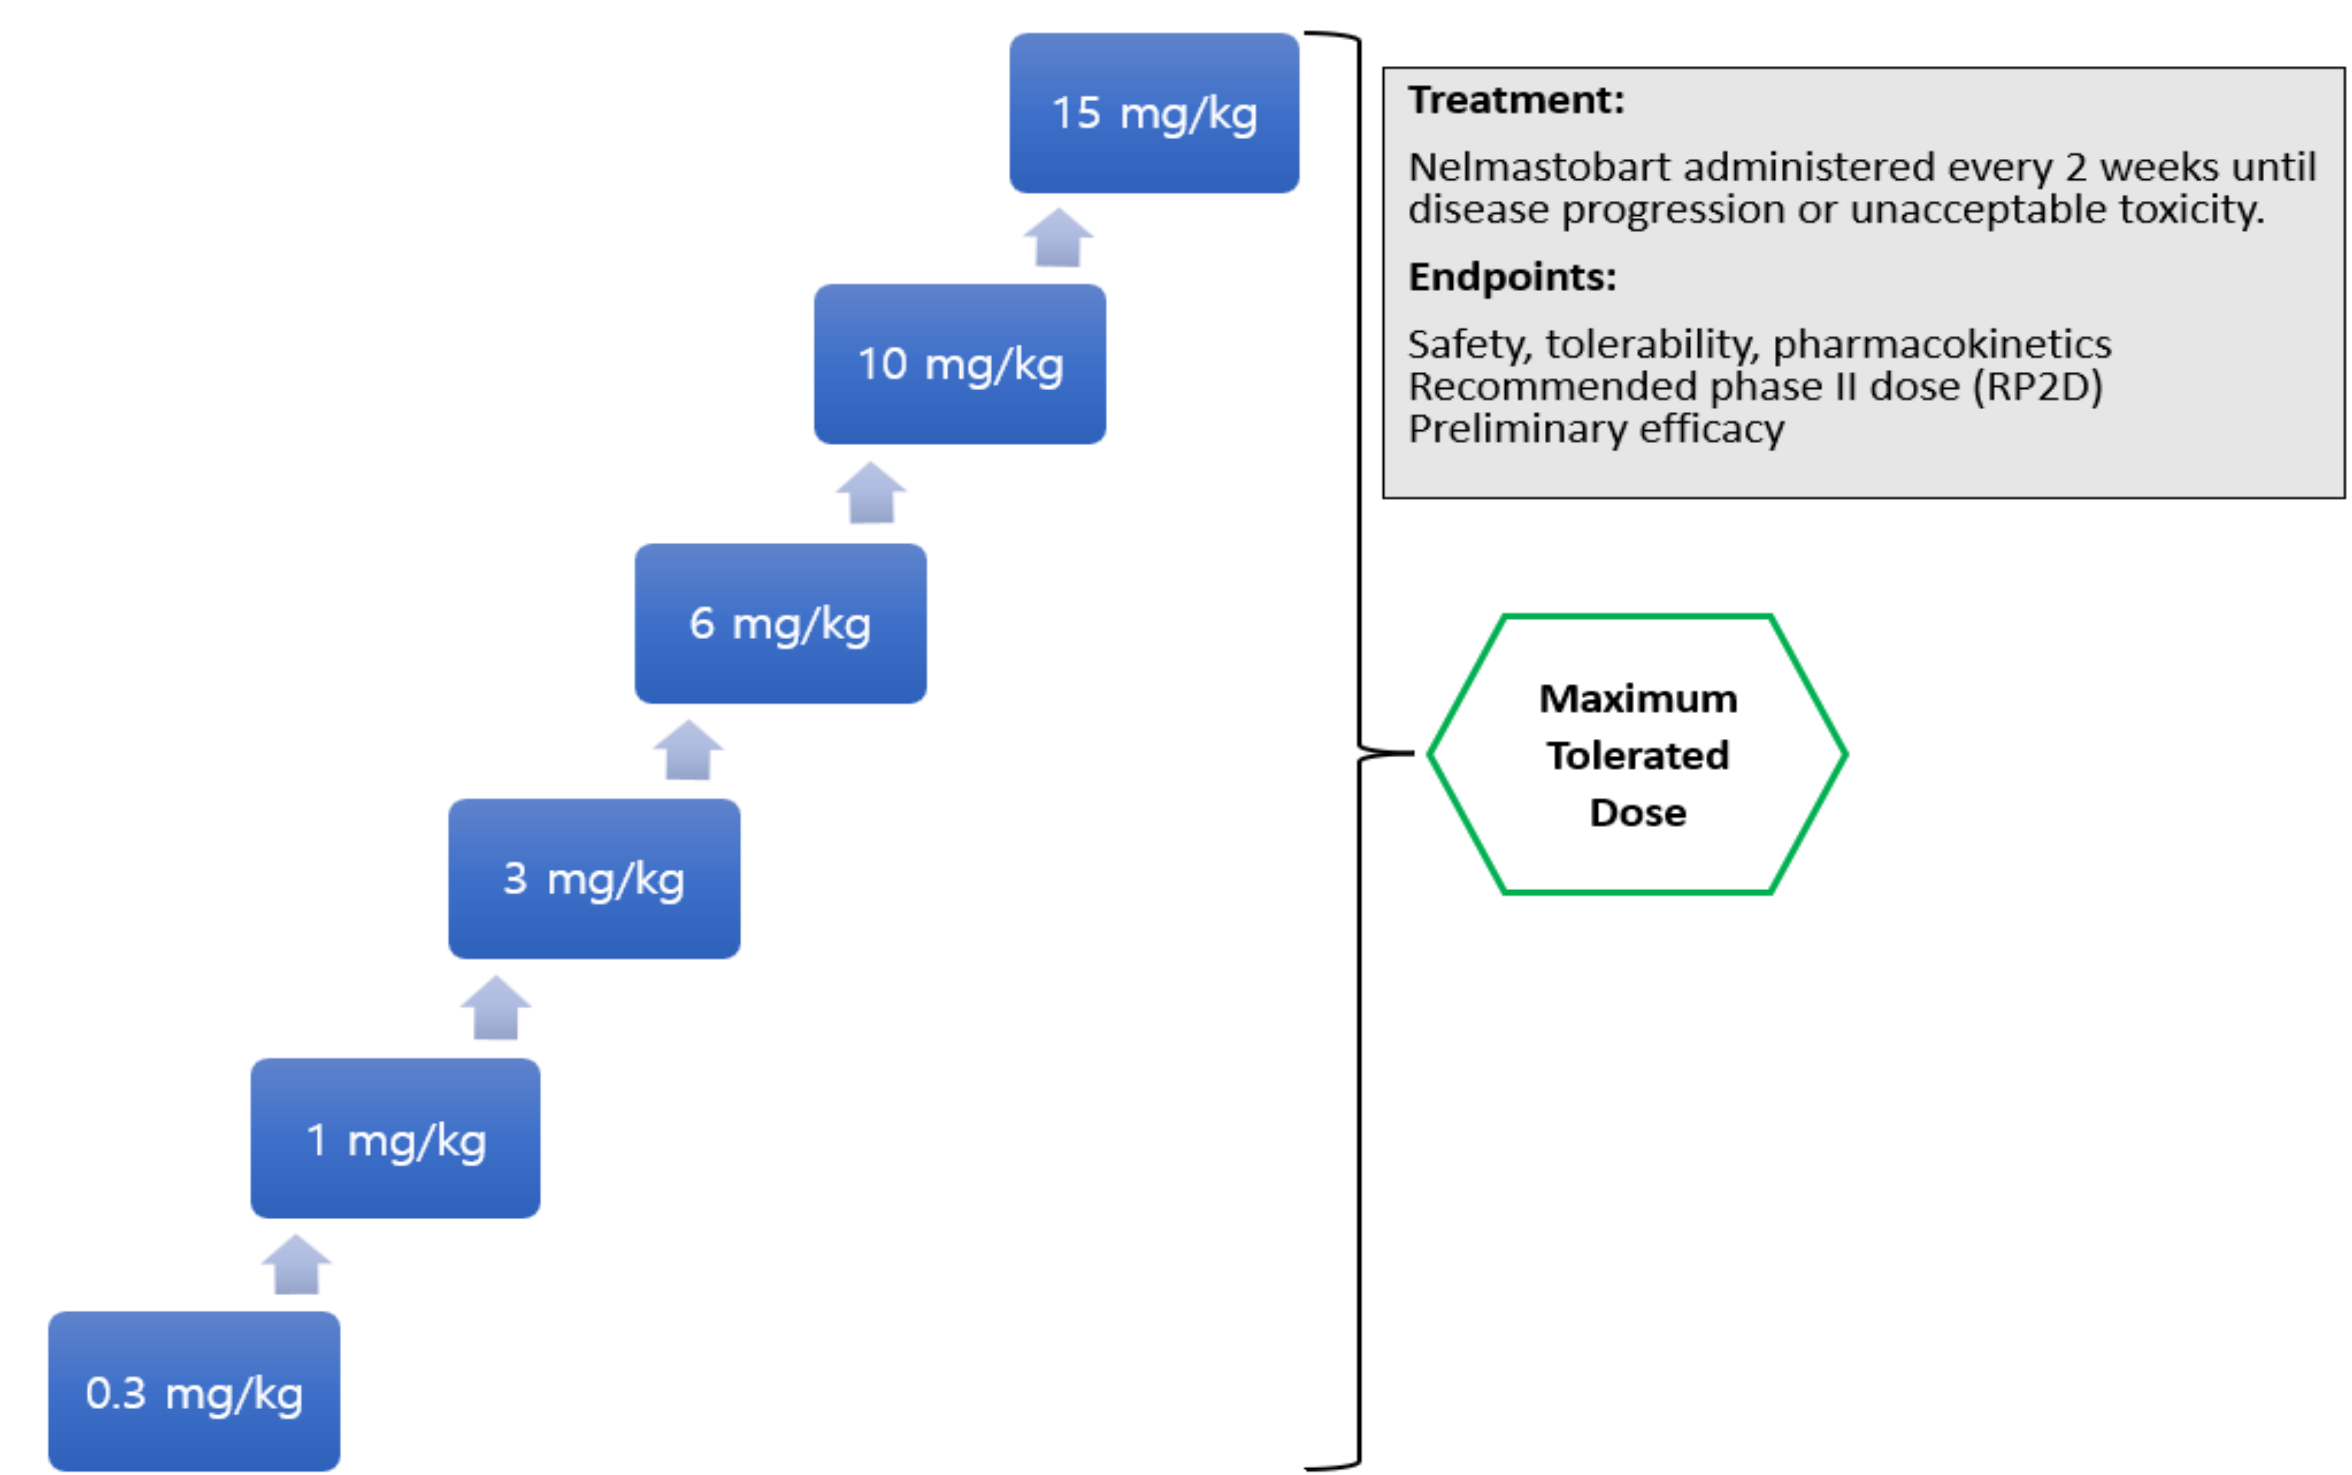 15 mg/kg
10 mg/kg
6 mg/kg
3 mg/kg
1 mg/kg
0.3 mg/kg
Treatment:
Nelmastobart administered every 2 weeks until
disease progression or unacceptable toxicity.
Endpoints:
Safety, tolerability, pharmacokinetics
Recommended phase II dose (RP2D)
Preliminary efficacy
Maximum
Tolerated
Dose